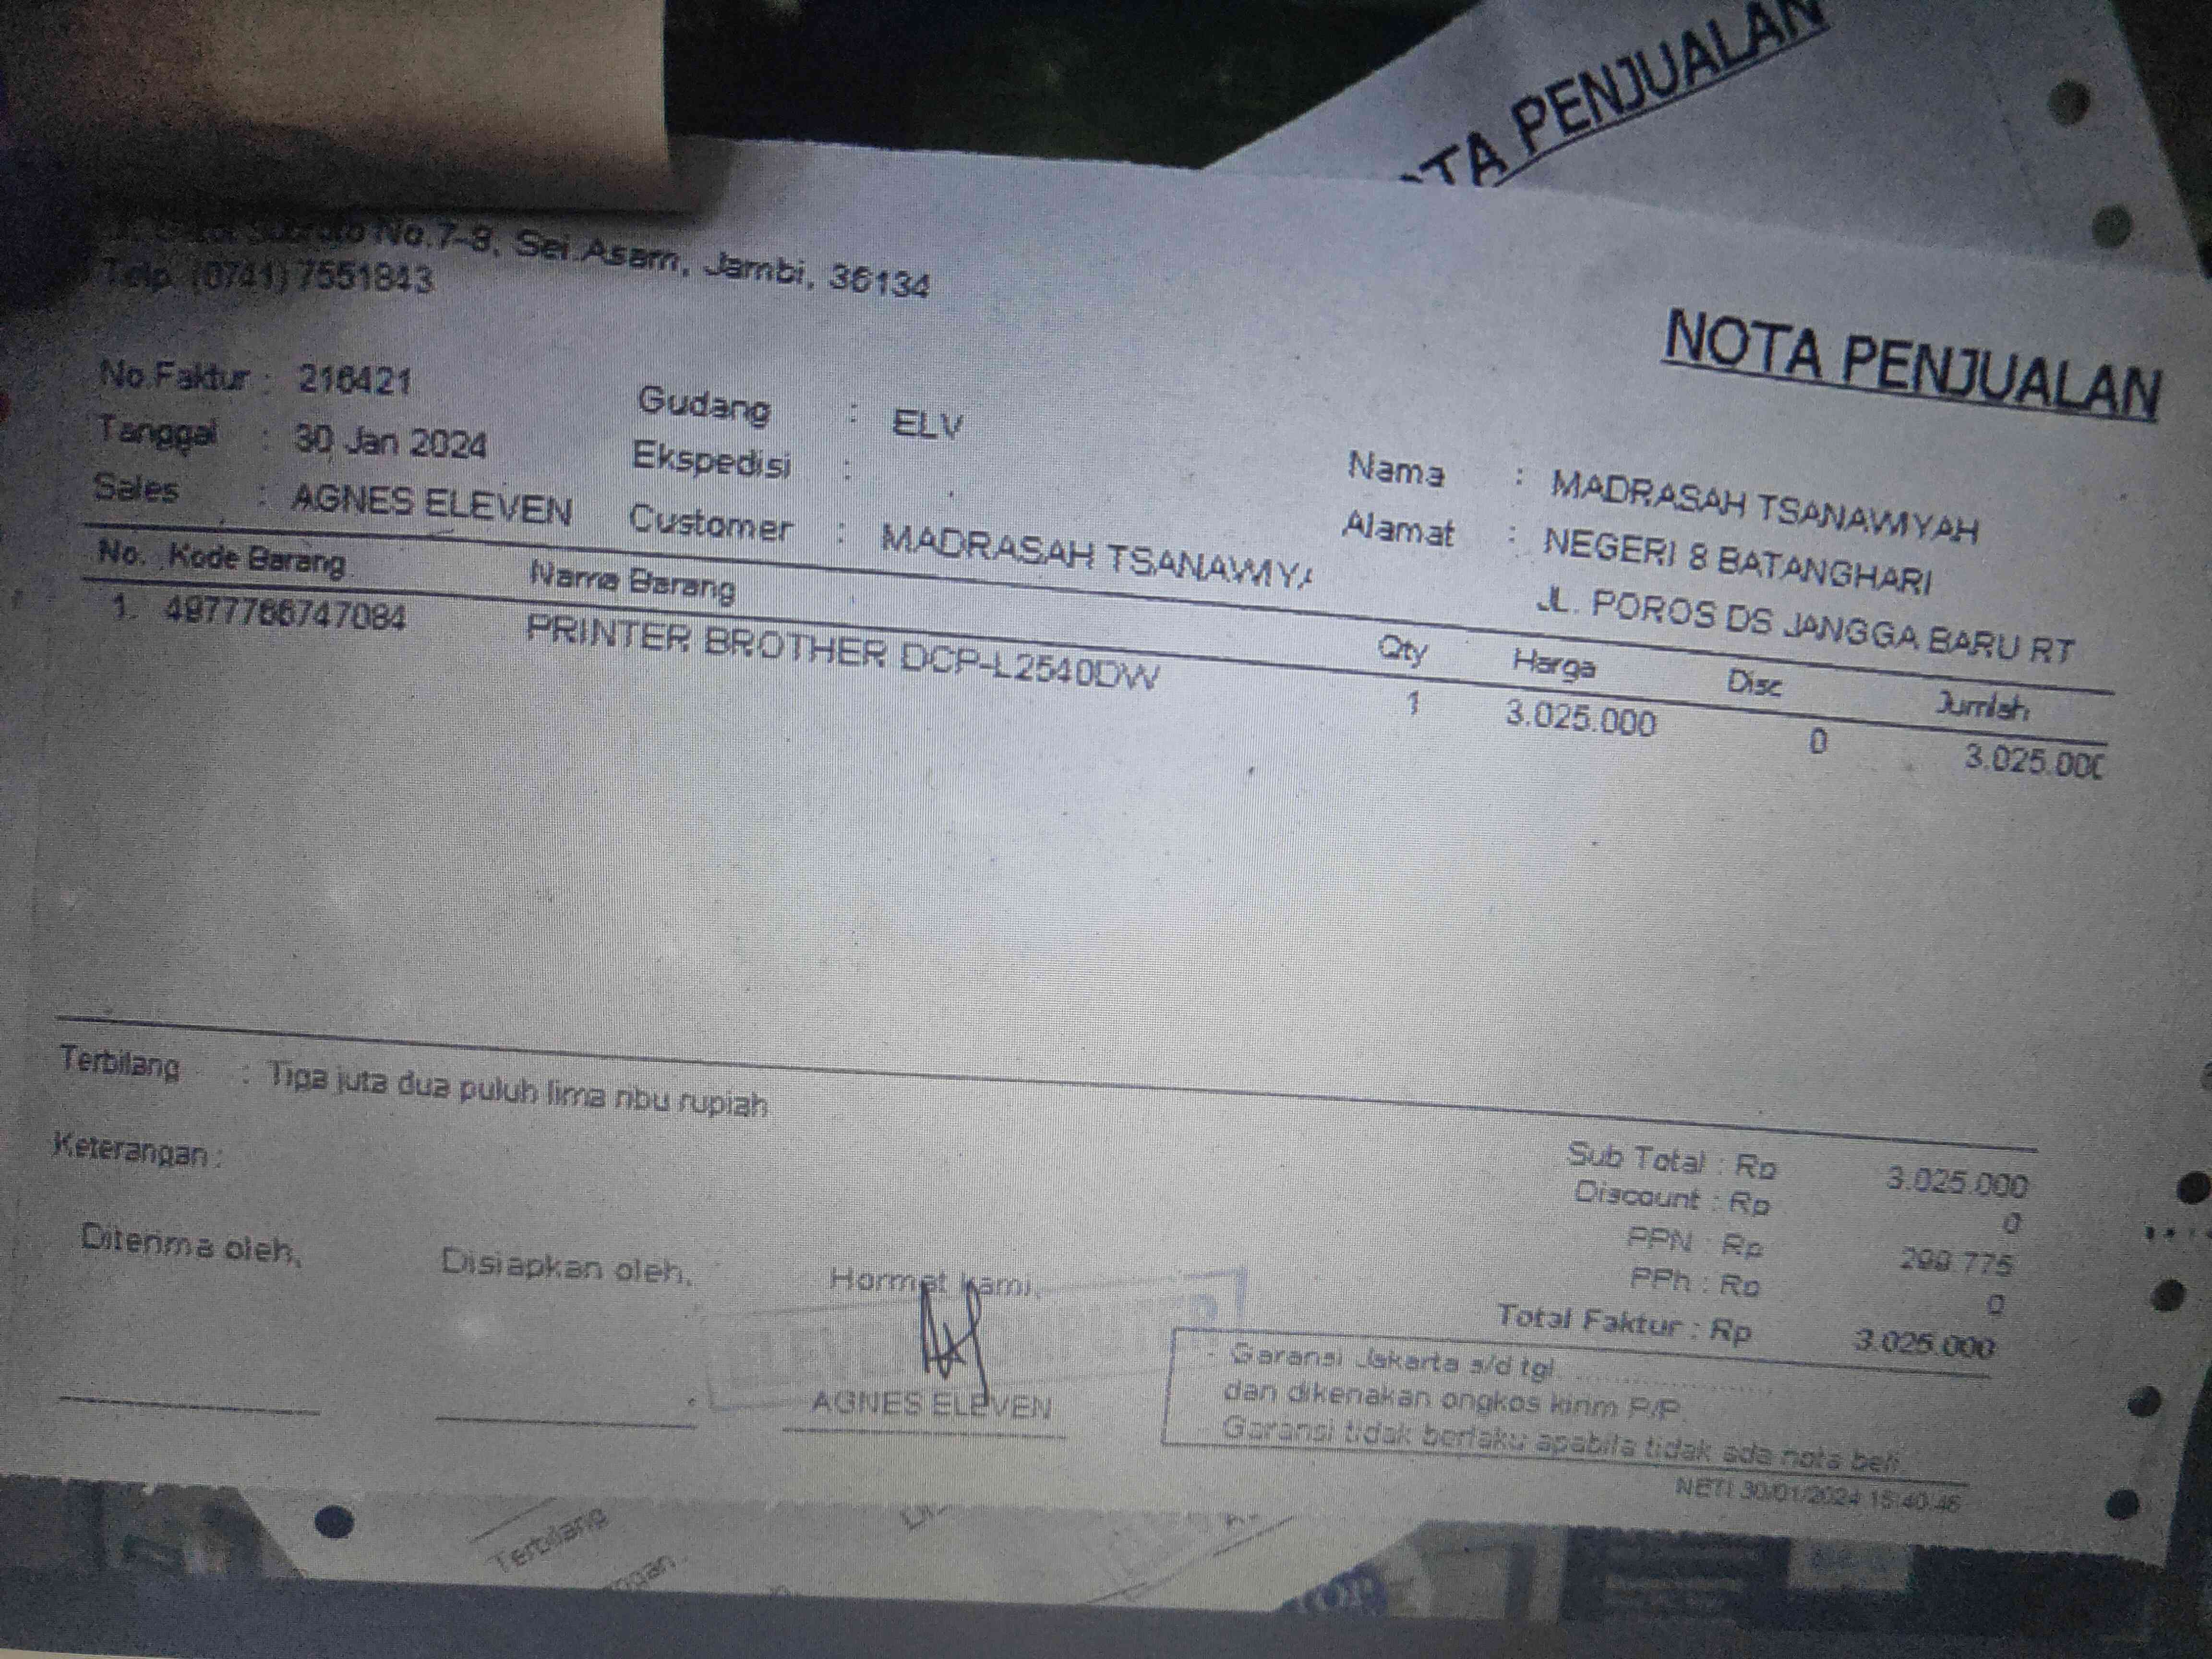 TA PENJUALAN
No.7-8, Sei.Asam, Jambi, 36134
Telp. (0741) 7551843
NOTA PENJUALAN
No.Faktur : 216421
Tanggal : 30 Jan 2024
Sales : AGNES ELEVEN
Gudang : ELV
Ekspedisi :
Customer : MADRASAH TSANAWIYA
Nama : MADRASAH TSANAWIYAH
Alamat : NEGERI 8 BATANGHARI
JL. POROS DS JANGGA BARU RT
No. Kode Barang Nama Barang Qty Harga Disc Jumlah
1. 4977766747084 PRINTER BROTHER DCP-L2540DW 1 3.025.000 0 3.025.000
Terbilang : Tiga juta dua puluh lima ribu rupiah
Keterangan :
Sub Total : Rp 3.025.000
Discount : Rp 0
PPN : Rp 299.775
PPh : Rp 0
Total Faktur : Rp 3.025.000
Diterima oleh, Disiapkan oleh, Hormat kami,
AGNES ELEVEN
- Garansi Jakarta s/d tgl. ....................
dan dikenakan ongkos kirim P/P.
Garansi tidak berlaku apabila tidak ada nota beli.
NETI 30/01/2024 15:40:46
Terbilang
ngan